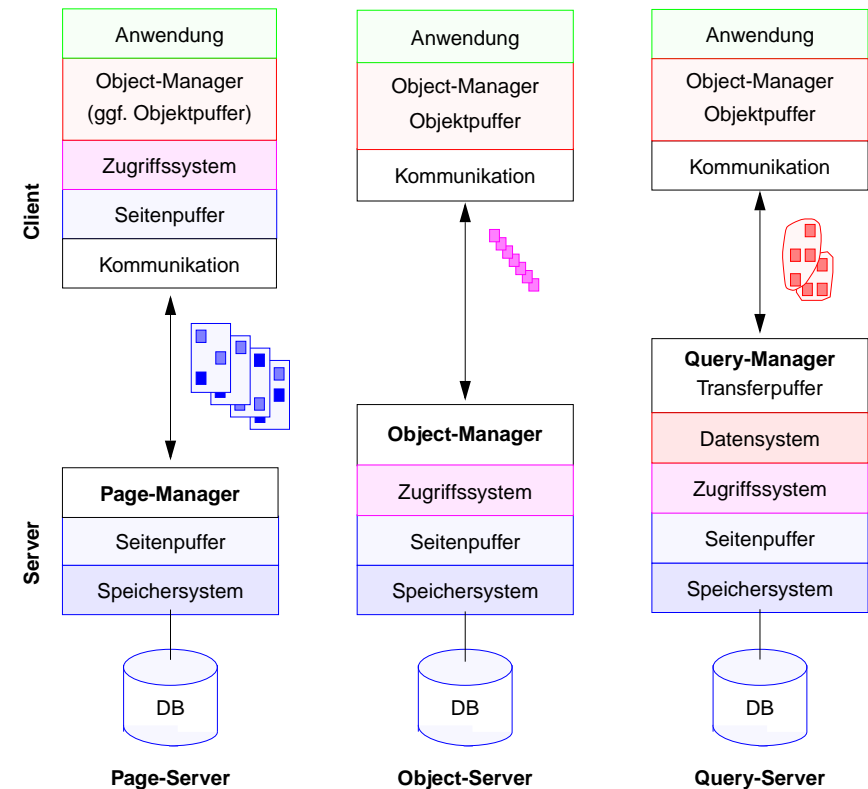 Client
Server
Anwendung
Object-Manager
(ggf. Objektpuffer)
Zugriffssystem
Seitenpuffer
Kommunikation
Page-Manager
Seitenpuffer
Speichersystem
DB
Page-Server
Anwendung
Object-Manager
Objektpuffer
Kommunikation
Object-Manager
Zugriffssystem
Seitenpuffer
Speichersystem
DB
Object-Server
Anwendung
Object-Manager
Objektpuffer
Kommunikation
Query-Manager
Transferpuffer
Datensystem
Zugriffssystem
Seitenpuffer
Speichersystem
DB
Query-Server